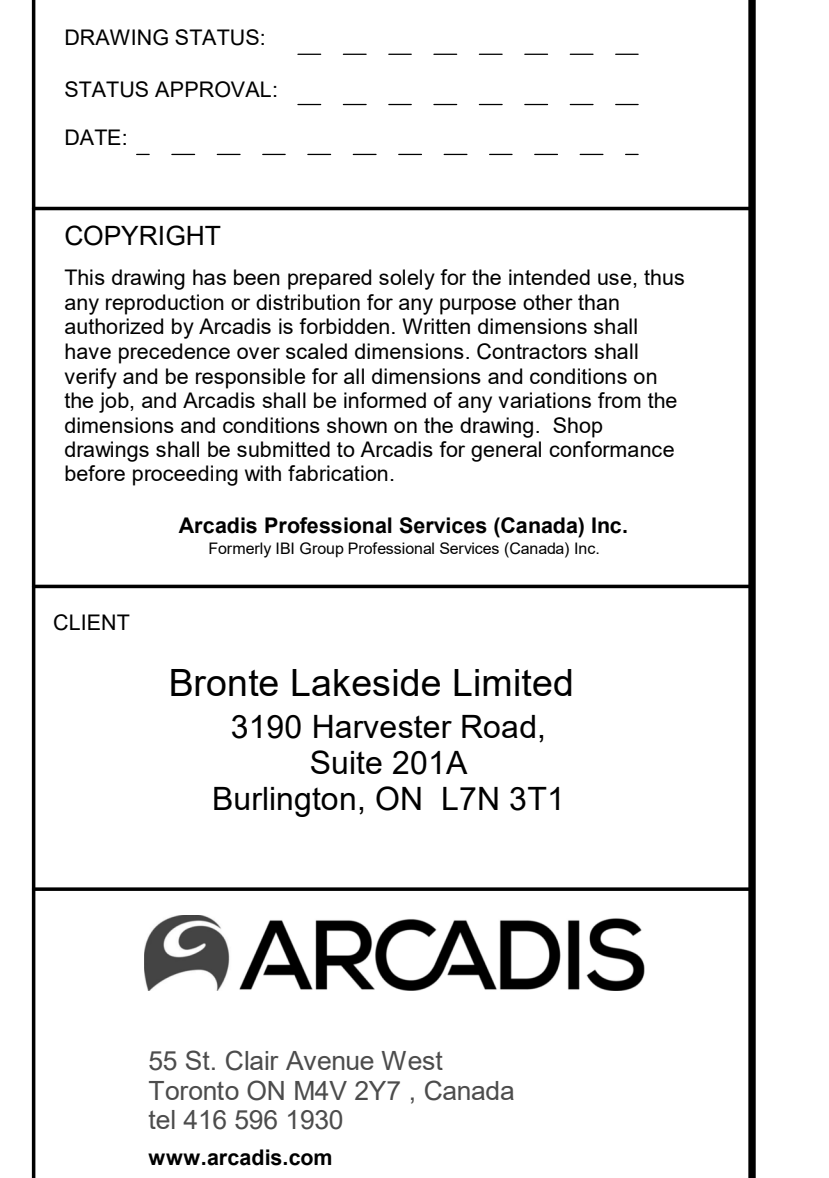 DRAWING STATUS:
STATUS APPROVAL:
DATE:
COPYRIGHT
This drawing has been prepared solely for the intended use, thus
any reproduction or distribution for any purpose other than
authorized by Arcadis is forbidden. Written dimensions shall
have precedence over scaled dimensions. Contractors shall
verify and be responsible for all dimensions and conditions on
the job, and Arcadis shall be informed of any variations from the
dimensions and conditions shown on the drawing.  Shop
drawings shall be submitted to Arcadis for general conformance
before proceeding with fabrication.
Arcadis Professional Services (Canada) Inc.
Formerly IBI Group Professional Services (Canada) Inc.
CLIENT
Bronte Lakeside Limited
3190 Harvester Road,
Suite 201A
Burlington, ON  L7N 3T1
ARCADIS
55 St. Clair Avenue West
Toronto ON M4V 2Y7 , Canada
tel 416 596 1930
www.arcadis.com